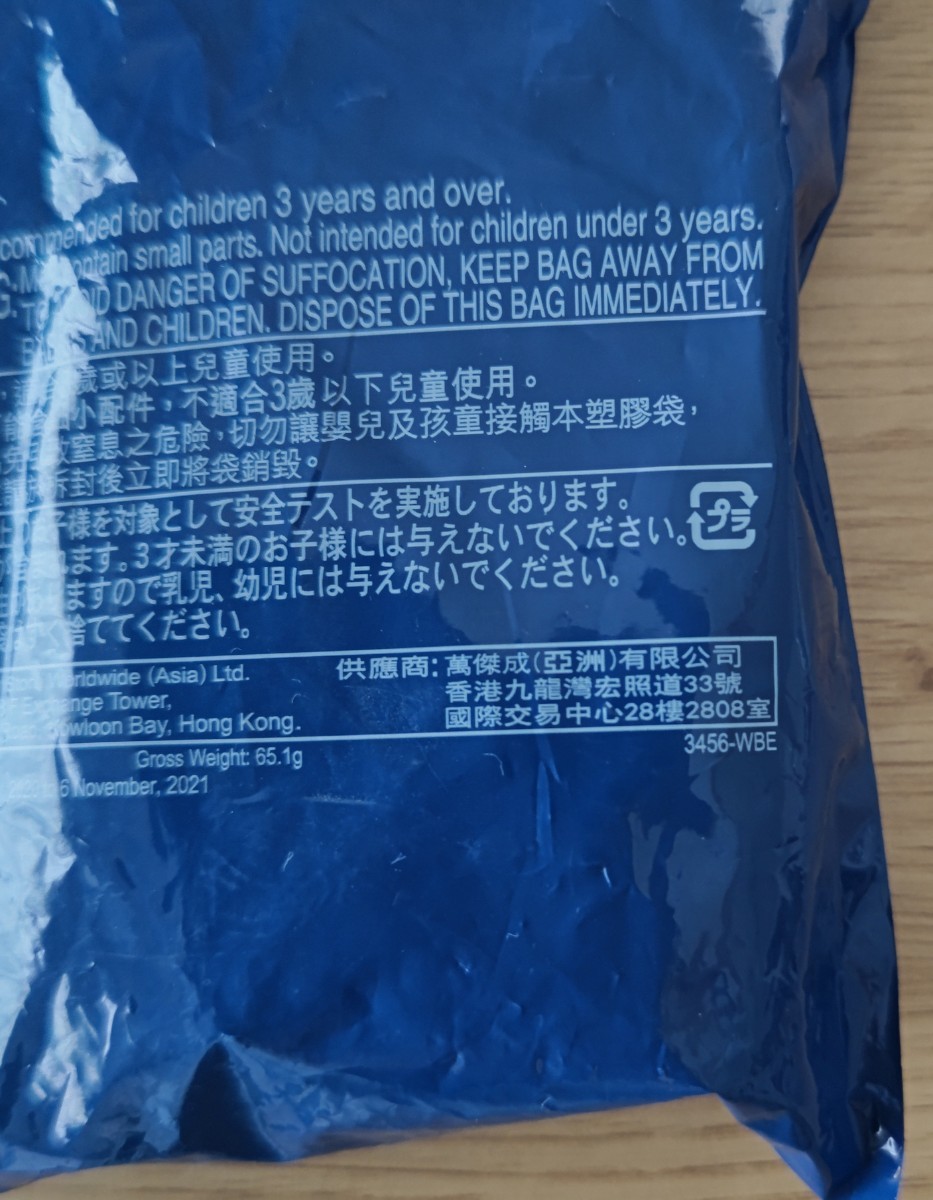 commended for children 3 years and over.
contain small parts. Not intended for children under 3 years.
DANGER OF SUFFOCATION, KEEP BAG AWAY FROM
AND CHILDREN. DISPOSE OF THIS BAG IMMEDIATELY.
歲或以上兒童使用。
小配件，不適合3歲以下兒童使用。
窒息之危險，切勿讓嬰兒及孩童接觸本塑膠袋，
拆封後立即將袋銷毀。
子様を対象として安全テストを実施しております。
ます。3才未満のお子様には与えないでください。
プラ
ますので乳児、幼児には与えないでください。
捨ててください。
Worldwide (Asia) Ltd.
Tower,
Kowloon Bay, Hong Kong.
供應商:萬傑成(亞洲)有限公司
香港九龍灣宏照道33號
國際交易中心28樓2808室
Gross Weight: 65.1g
3456-WBE
November, 2021